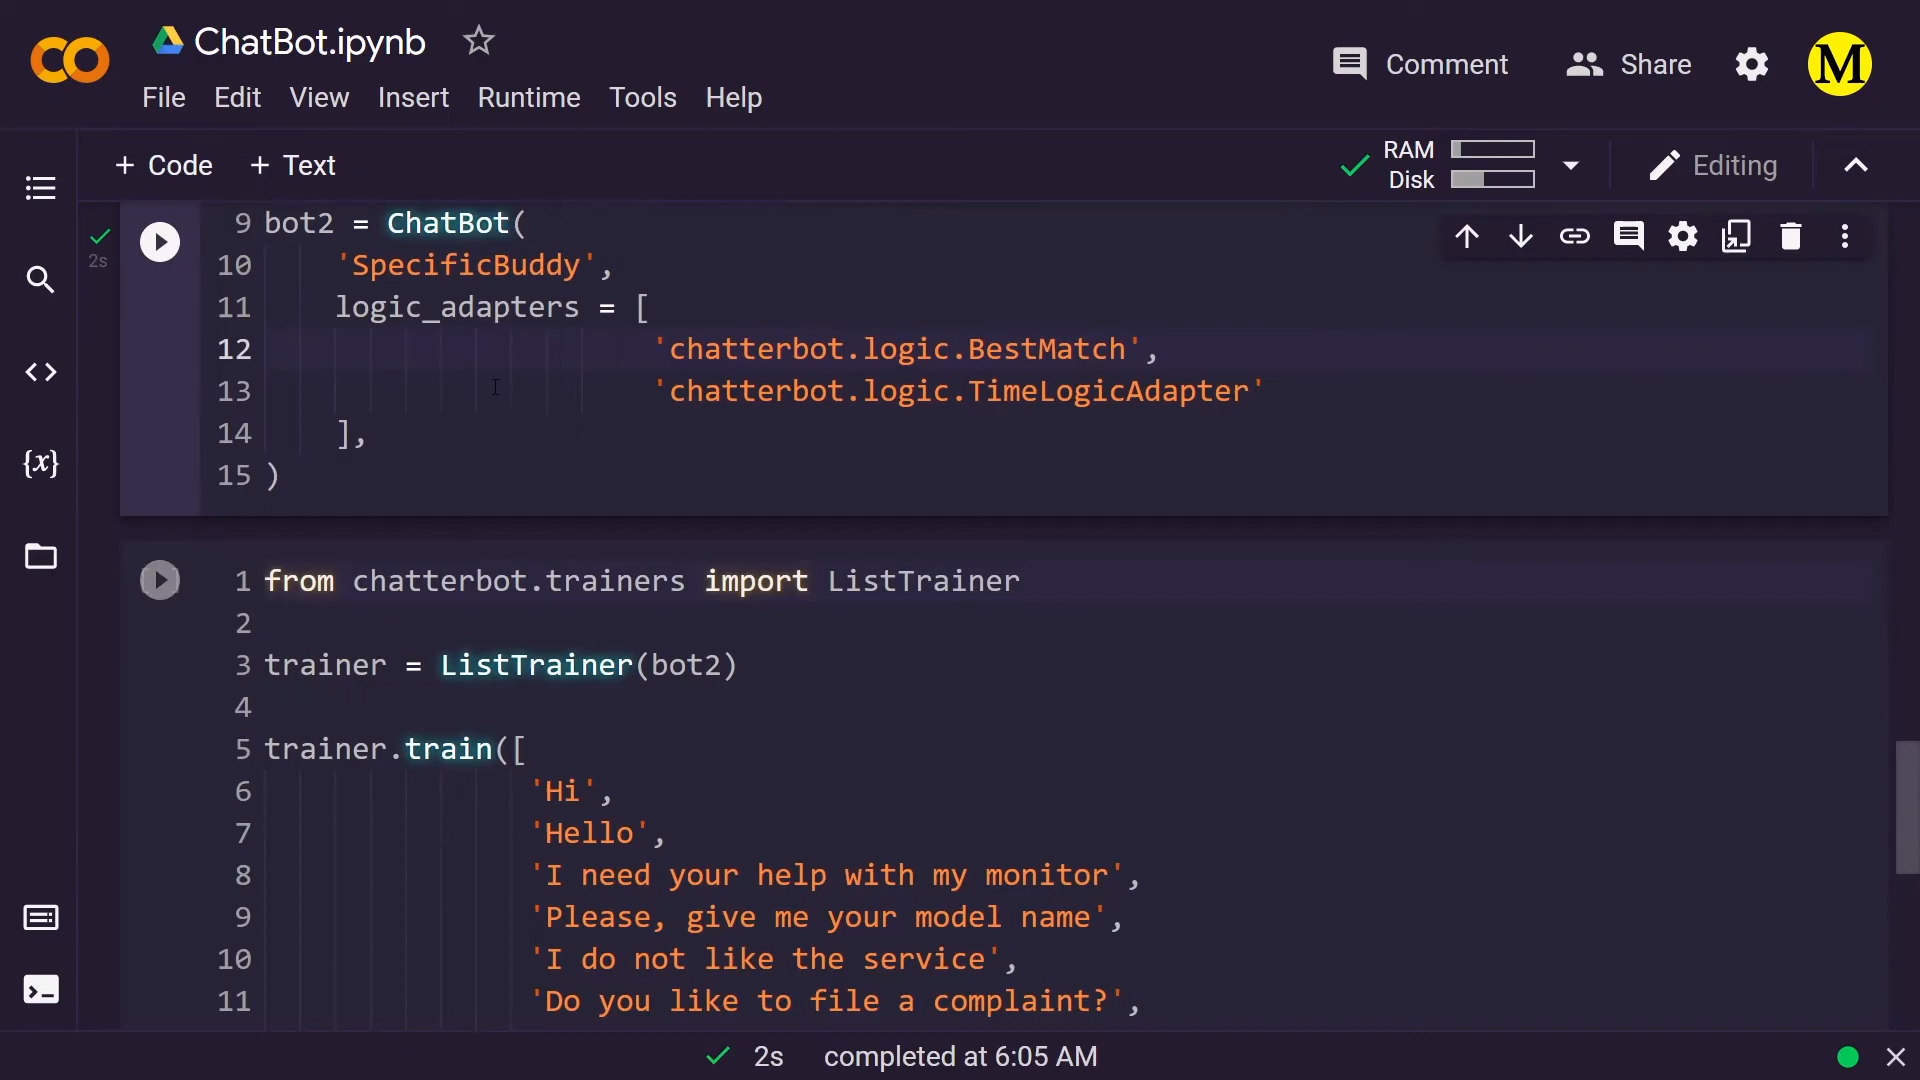 ChatBot.ipynb
Comment
Share
M
File Edit View Insert Runtime Tools Help
+ Code + Text
RAM
Disk
Editing
2s
9 bot2 = ChatBot(
10 'SpecificBuddy',
11 logic_adapters = [
12 'chatterbot.logic.BestMatch',
13 'chatterbot.logic.TimeLogicAdapter'
14 ],
15 )
{x}
1 from chatterbot.trainers import ListTrainer
2
3 trainer = ListTrainer(bot2)
4
5 trainer.train([
6 'Hi',
7 'Hello',
8 'I need your help with my monitor',
9 'Please, give me your model name',
10 'I do not like the service',
11 'Do you like to file a complaint?',
2s completed at 6:05 AM